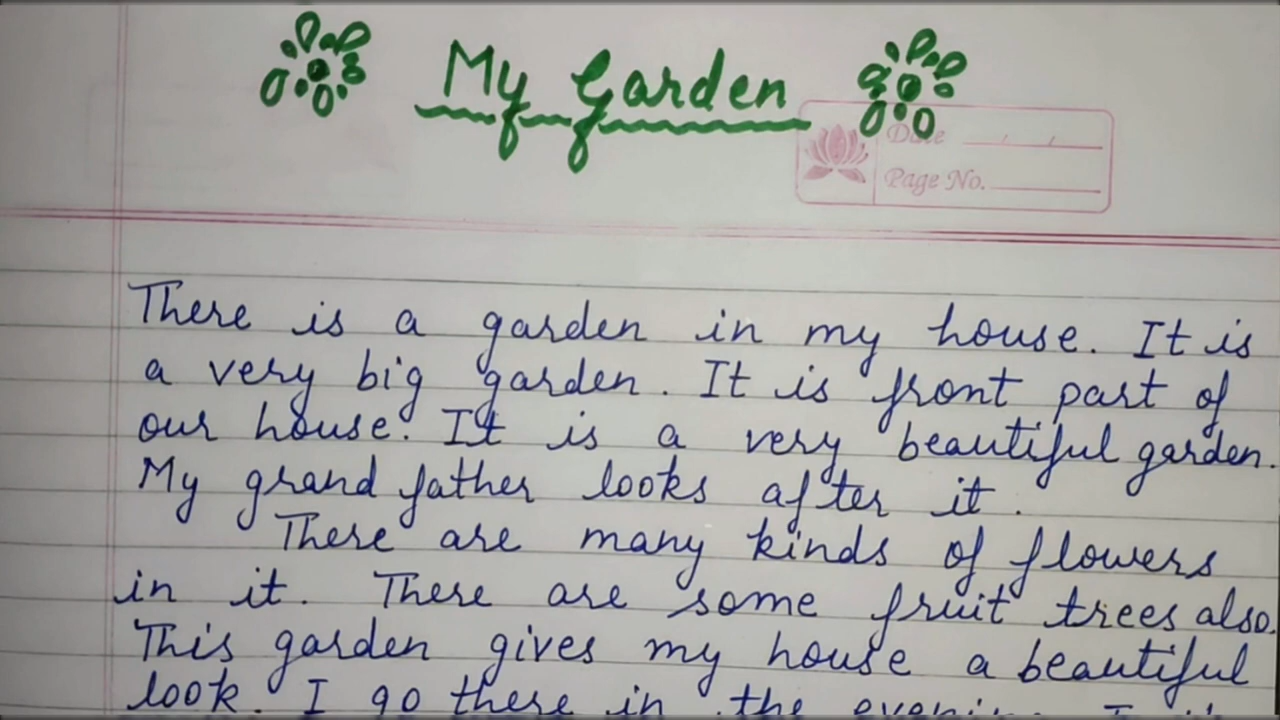 My Garden
Date
Page No.
There is a garden in my house. It is
a very big garden. It is front part of
our house. It is a very beautiful garden.
My grand father looks after it.
There are many kinds of flowers
in it. There are some fruit trees also.
This garden gives my house a beautiful
look. I go there in the